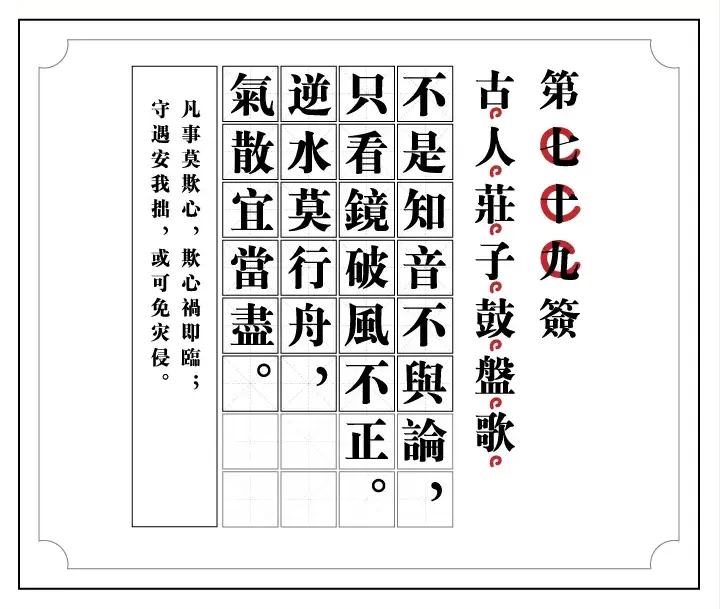 第七十九簽
古人莊子鼓盤歌
不是知音不與論，
只看鏡破風不正。
逆水莫行舟，
氣散宜當盡。
凡事莫欺心，欺心禍即臨；
守遇安我拙，或可免灾侵。